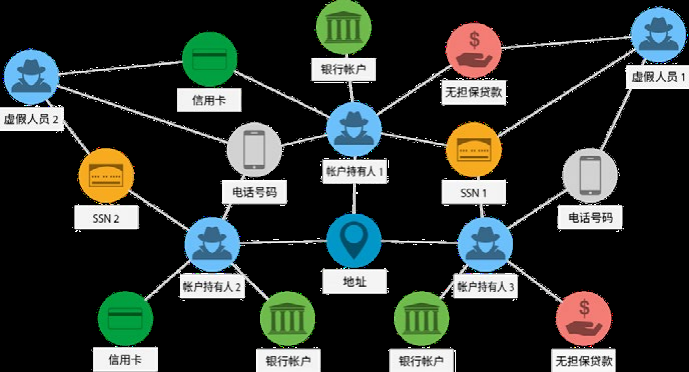 银行帐户
虚假人员 1
信用卡
无担保贷款
虚假人员 2
帐户持有人 1
电话号码
SSN 1
SSN 2
电话号码
地址
帐户持有人 2
帐户持有人 3
信用卡
银行帐户
银行帐户
无担保贷款